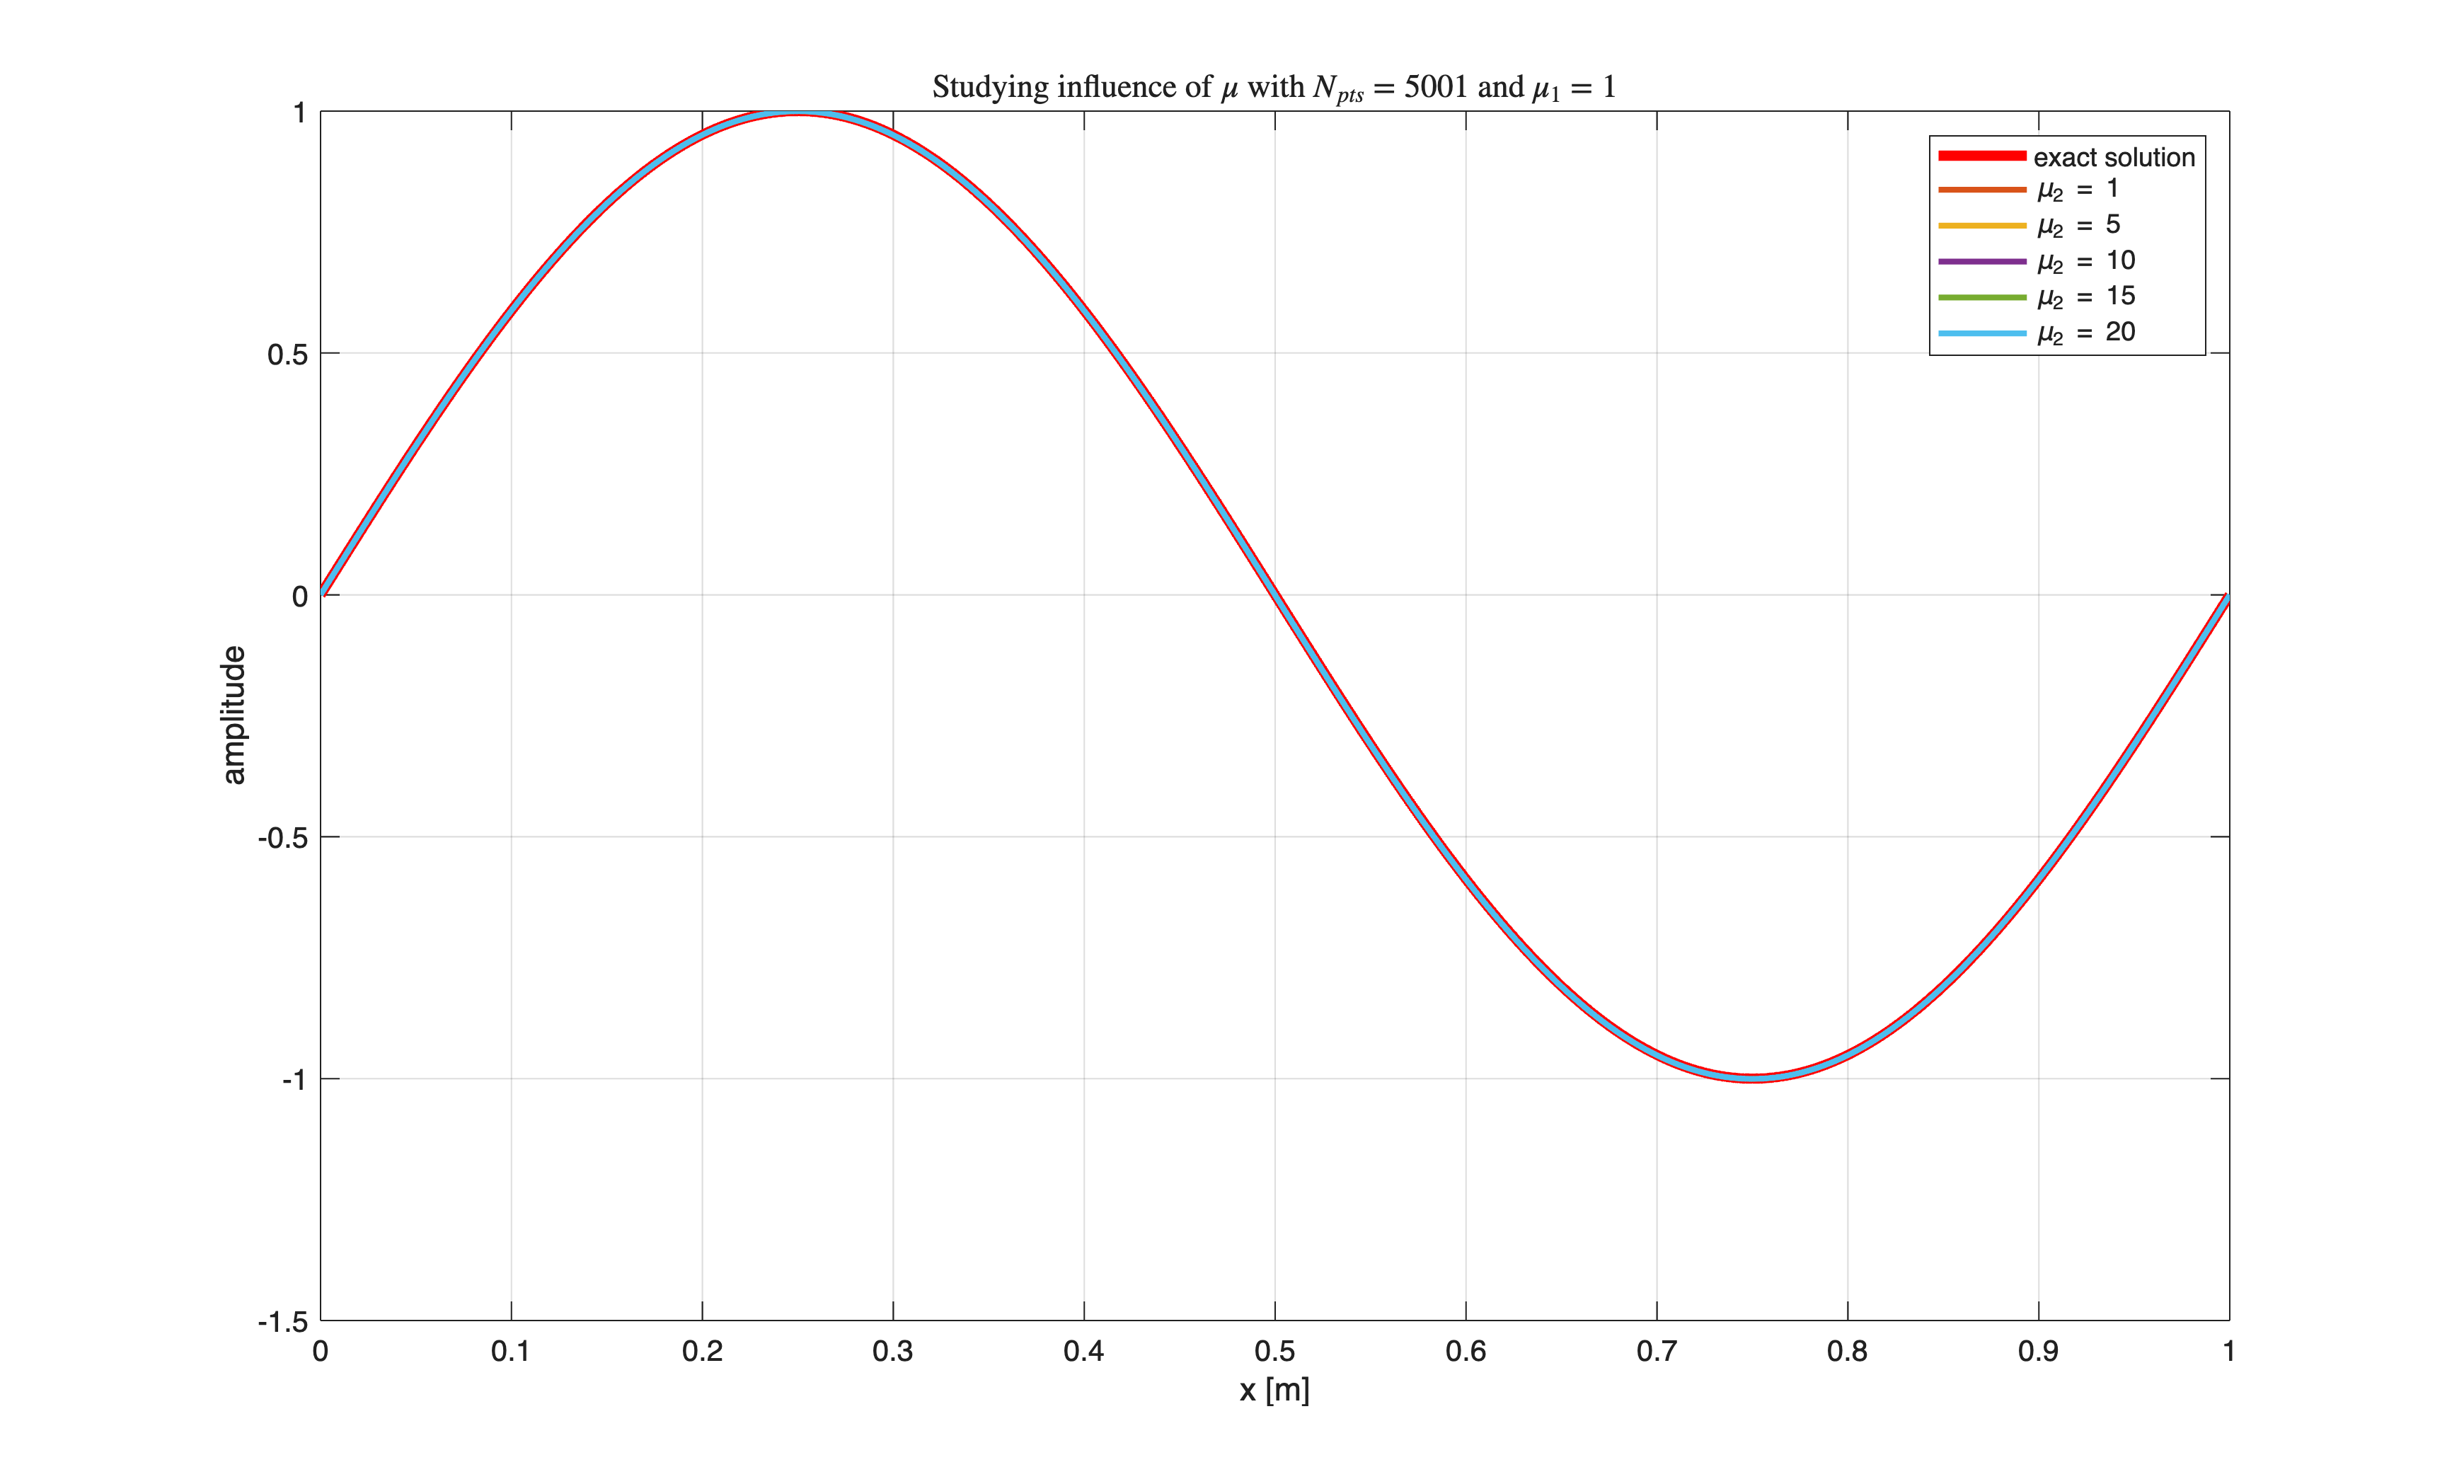 Studying influence of μ with N_pts = 5001 and μ_1 = 1
1
0.5
0
-0.5
-1
-1.5
amplitude
exact solution
μ_2 = 1
μ_2 = 5
μ_2 = 10
μ_2 = 15
μ_2 = 20
0 0.1 0.2 0.3 0.4 0.5 0.6 0.7 0.8 0.9 1
x [m]